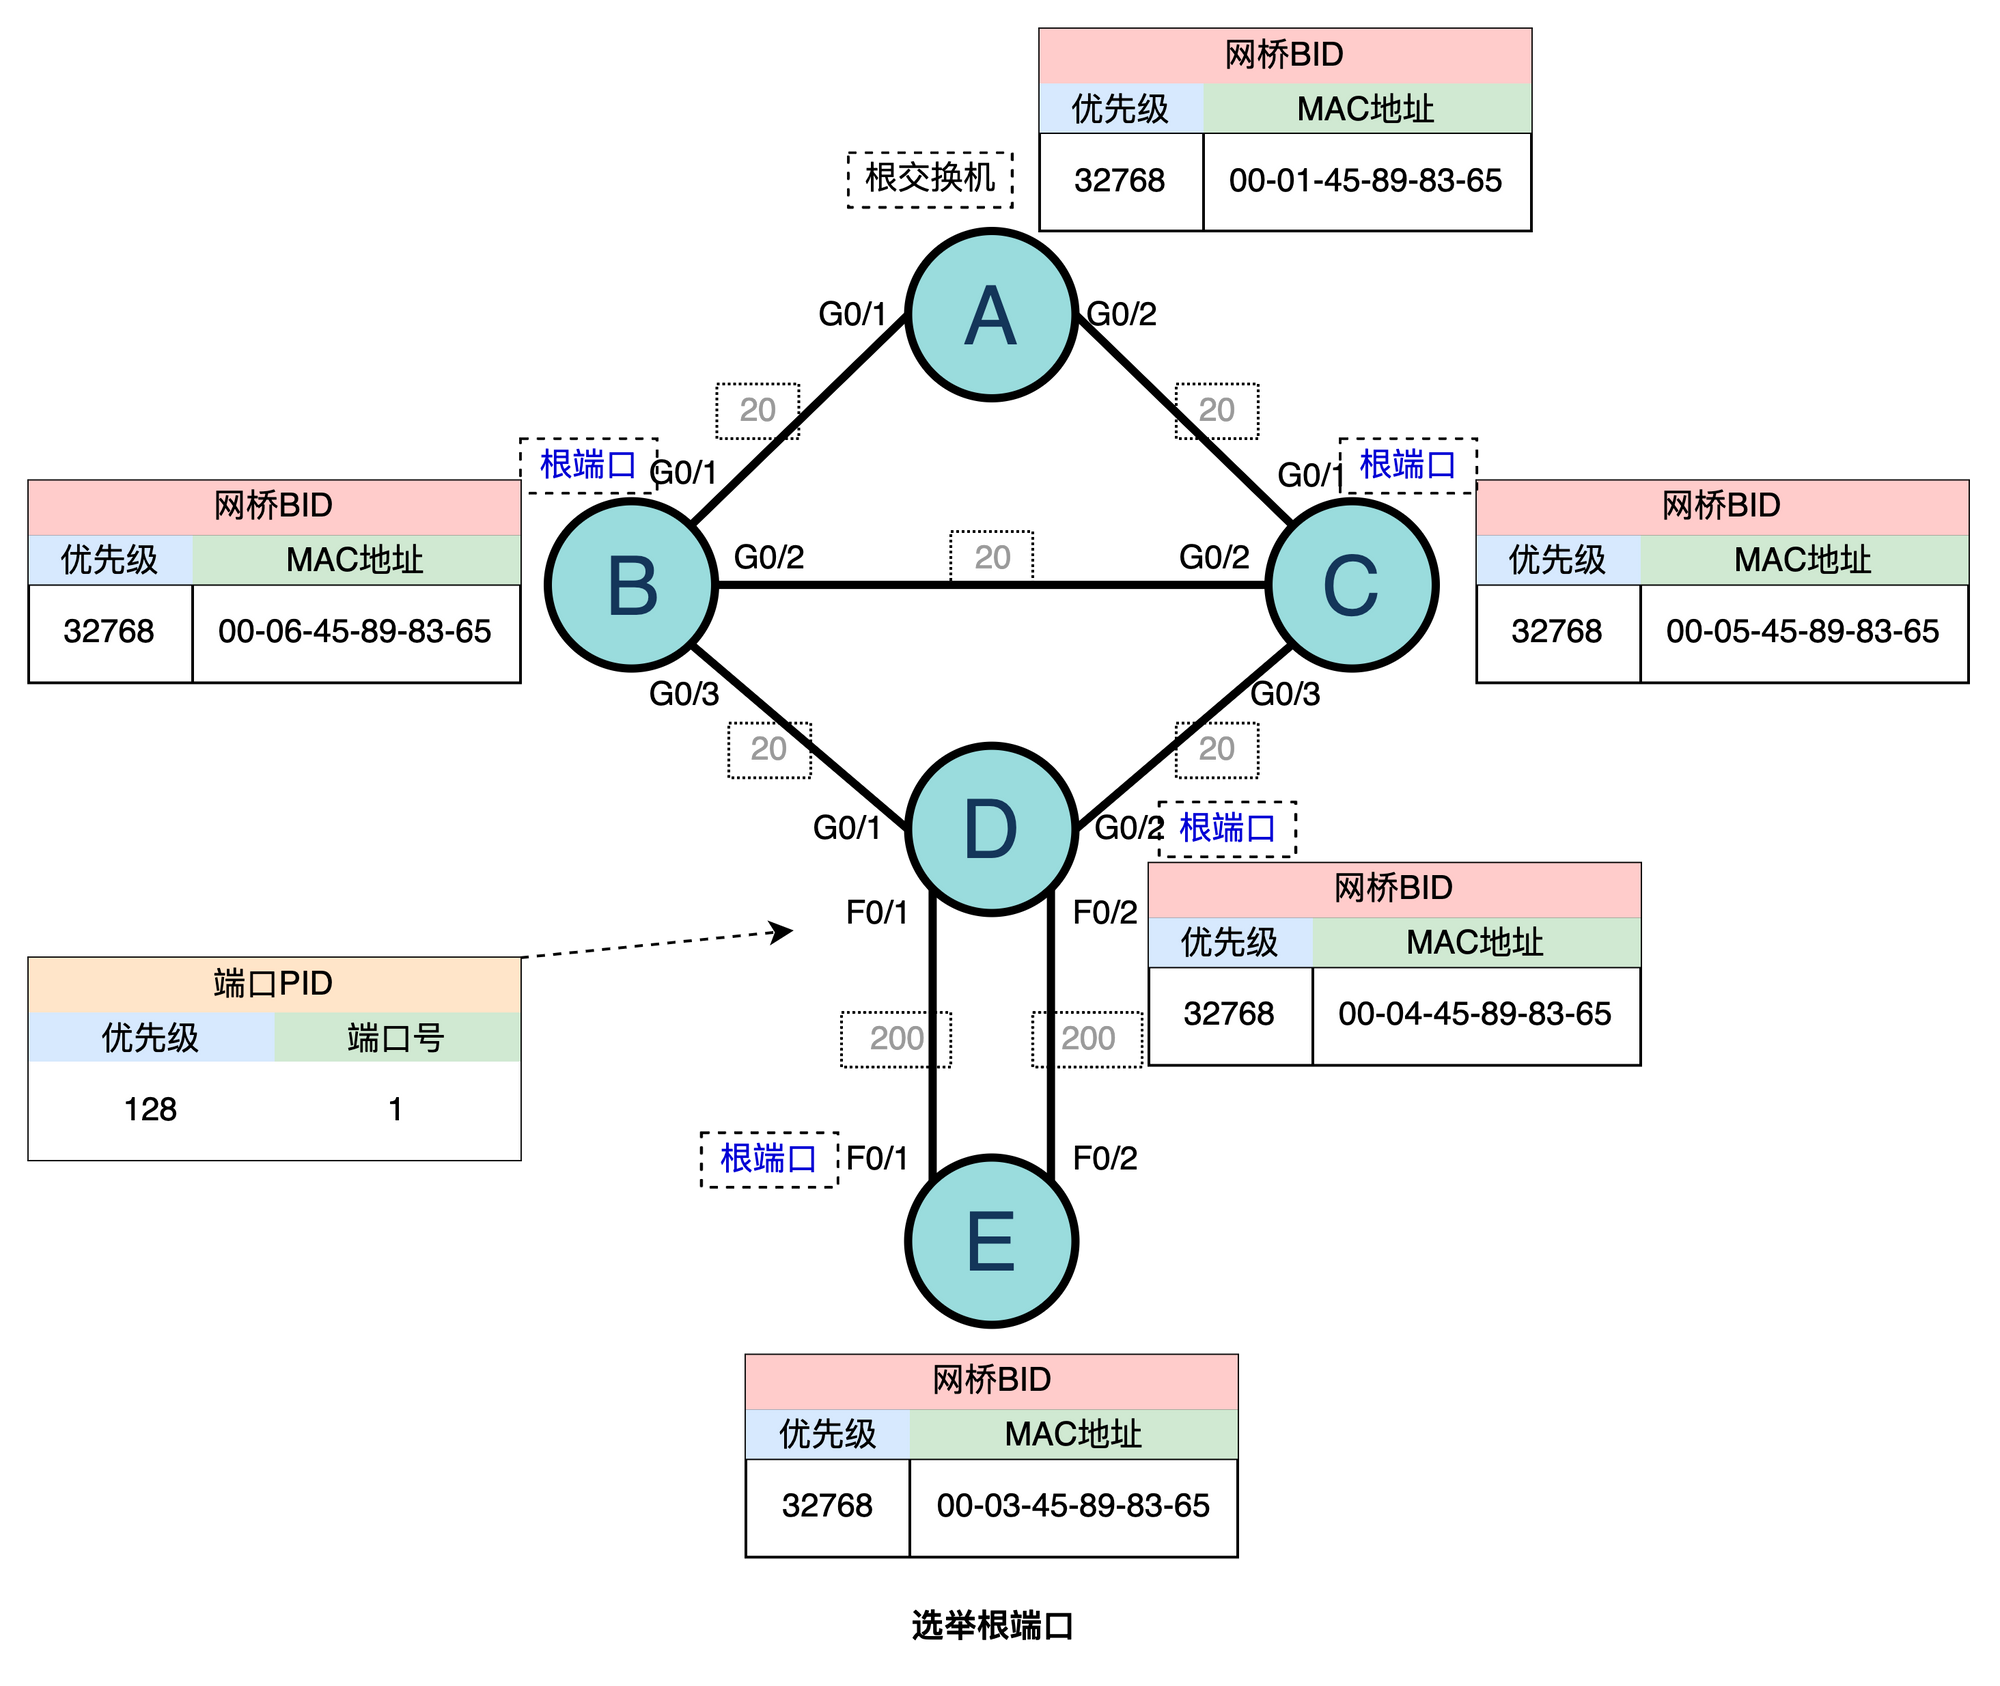 网桥BID
优先级 MAC地址
32768 00-01-45-89-83-65
根交换机
A
G0/1 G0/2
20 20
根端口 G0/1 G0/1 根端口
网桥BID
优先级 MAC地址
32768 00-06-45-89-83-65
B
G0/2 20 G0/2
C
网桥BID
优先级 MAC地址
32768 00-05-45-89-83-65
G0/3 G0/3
20 20
D
G0/1 G0/2 根端口
网桥BID
优先级 MAC地址
32768 00-04-45-89-83-65
F0/1 F0/2
端口PID
优先级 端口号
128 1
200 200
根端口 F0/1 F0/2
E
网桥BID
优先级 MAC地址
32768 00-03-45-89-83-65
选举根端口